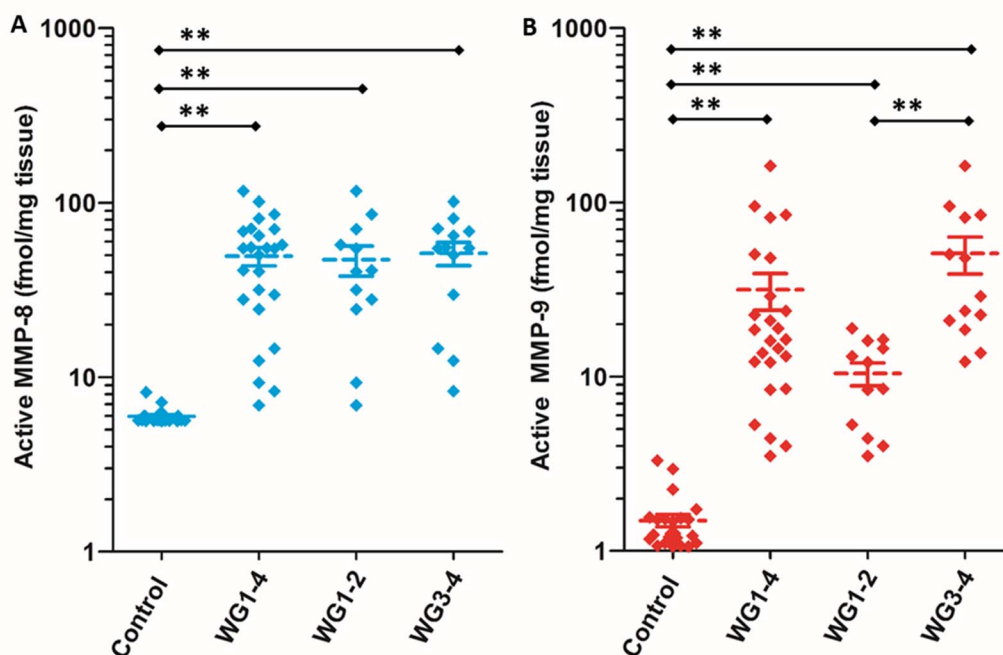 A
Active MMP-8 (fmol/mg tissue)
1000
100
10
1
**
**
**
Control
WG1-4
WG1-2
WG3-4
B
Active MMP-9 (fmol/mg tissue)
1000
100
10
1
**
**
**
**
Control
WG1-4
WG1-2
WG3-4